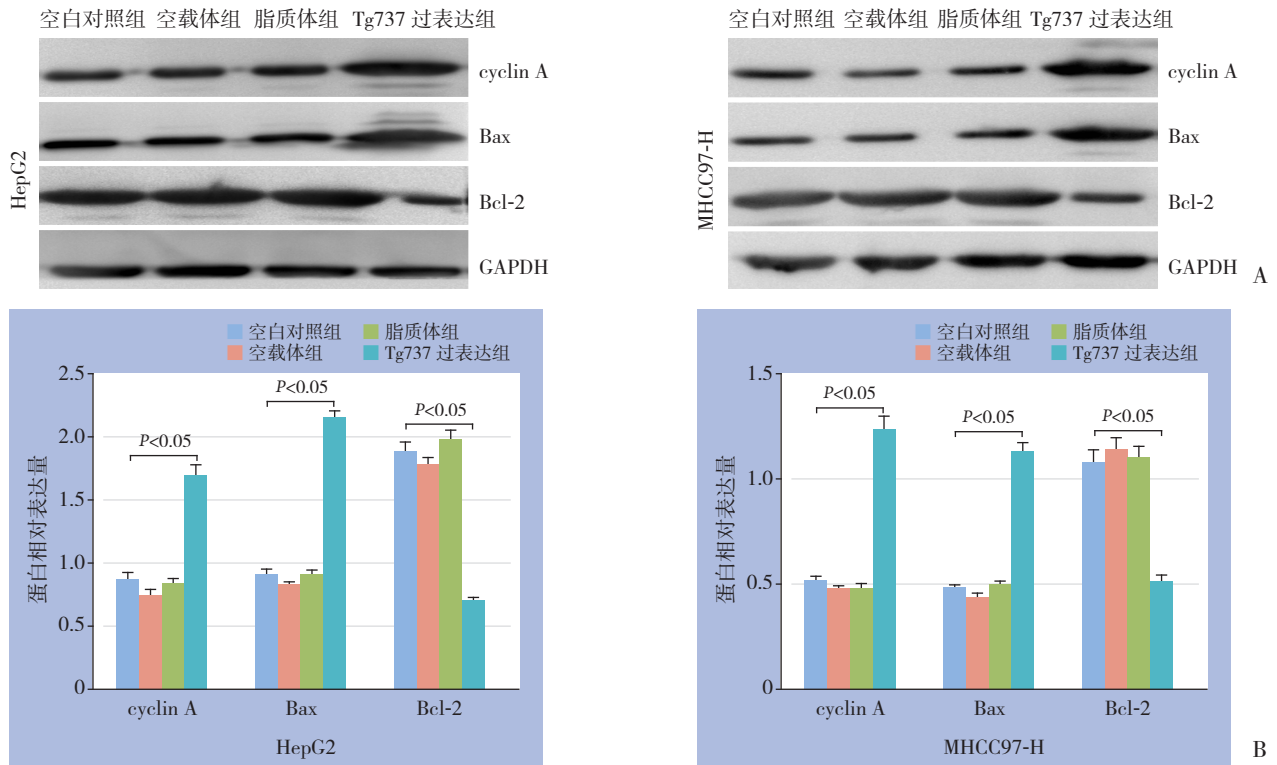 空白对照组 空载体组 脂质体组 Tg737 过表达组
cyclin A
Bax
Bcl-2
GAPDH
HepG2
空白对照组 空载体组 脂质体组 Tg737 过表达组
cyclin A
Bax
Bcl-2
GAPDH
MHCC97-H
A
空白对照组 脂质体组
空载体组 Tg737 过表达组
2.5
2.0
1.5
1.0
0.5
0
蛋白相对表达量
P<0.05
P<0.05
P<0.05
cyclin A Bax Bcl-2
HepG2
空白对照组 脂质体组
空载体组 Tg737 过表达组
1.5
1.0
0.5
0
蛋白相对表达量
P<0.05
P<0.05
P<0.05
cyclin A Bax Bcl-2
MHCC97-H
B